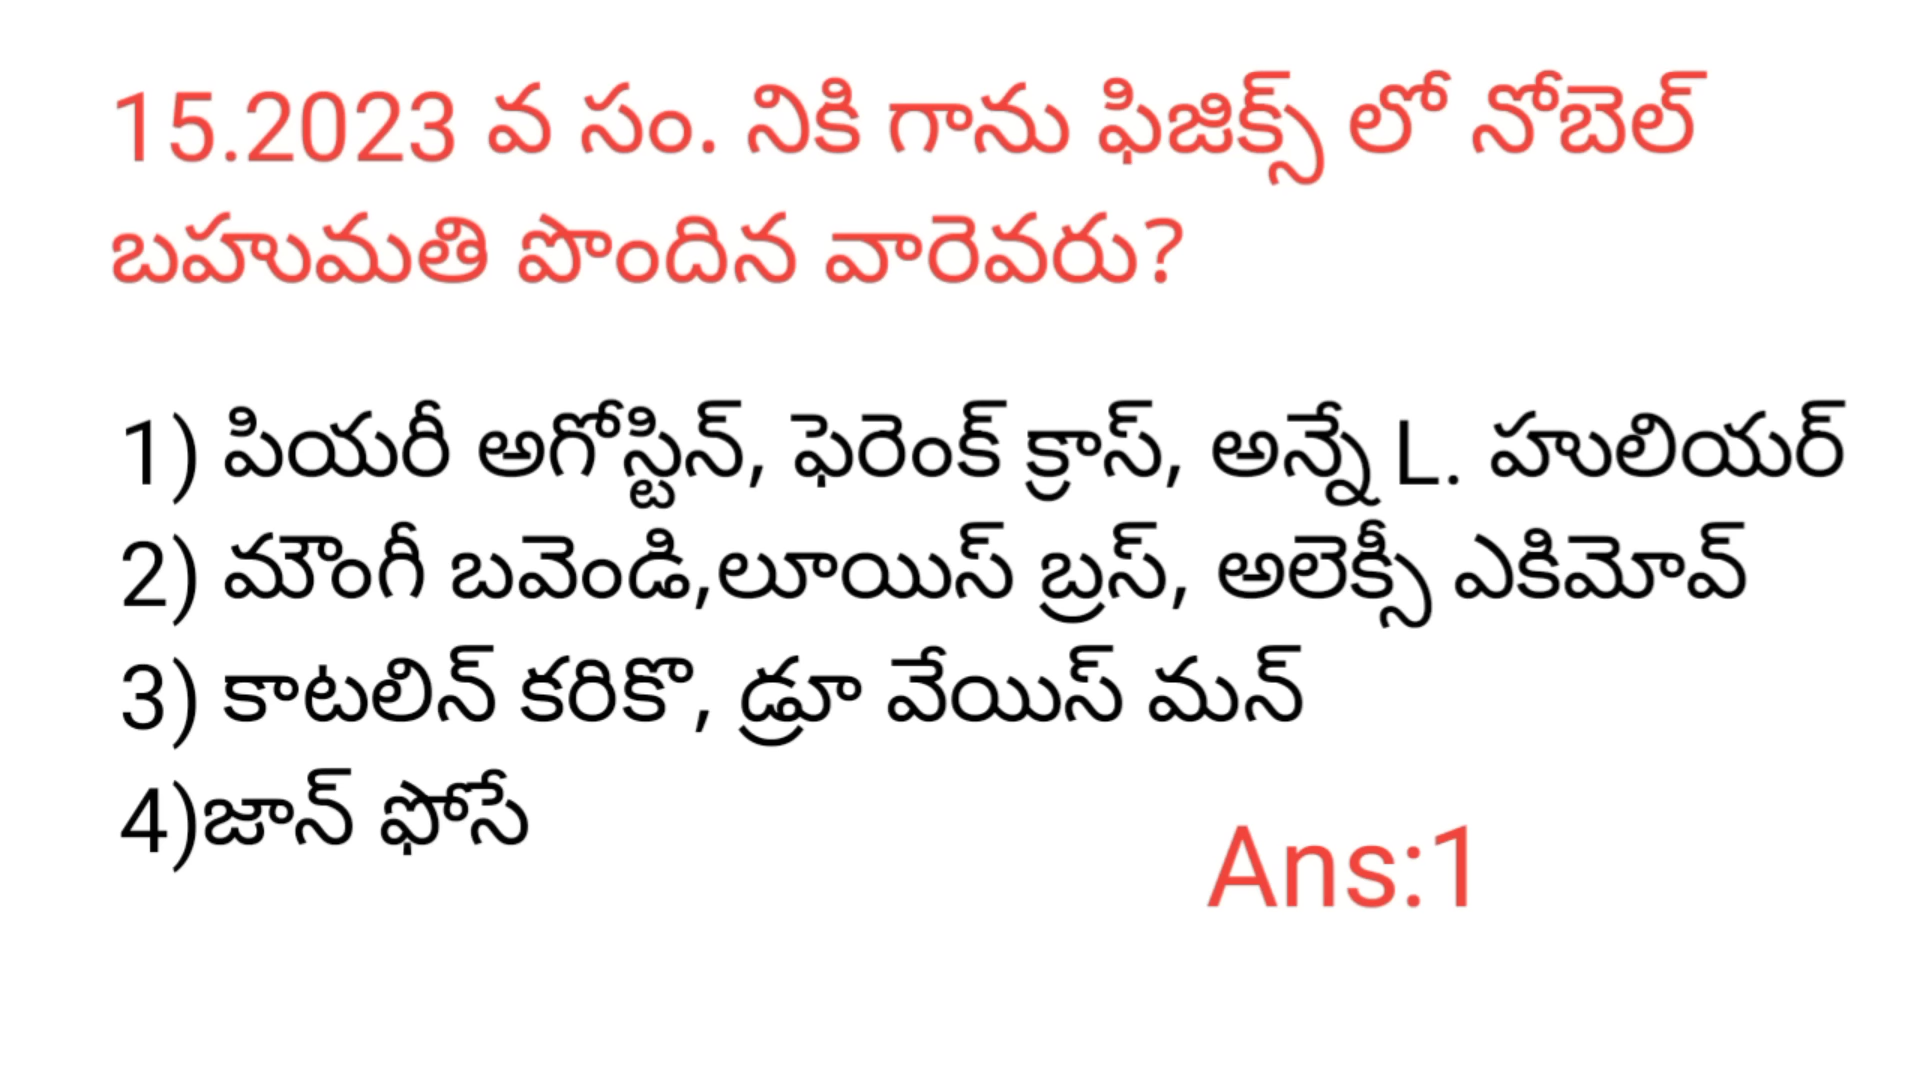 15.2023 వ సం. నికి గాను ఫిజిక్స్ లో నోబెల్
బహుమతి పొందిన వారెవరు?
1) పియరీ అగోస్టిన్, ఫెరెంక్ క్రాస్, అన్నే L. హులియర్
2) మౌంగీ బవెండి,లూయిస్ బ్రస్, అలెక్సీ ఎకిమోవ్
3) కాటలిన్ కరికొ, డ్రూ వేయిస్ మన్
4)జాన్ ఫోసే
Ans:1